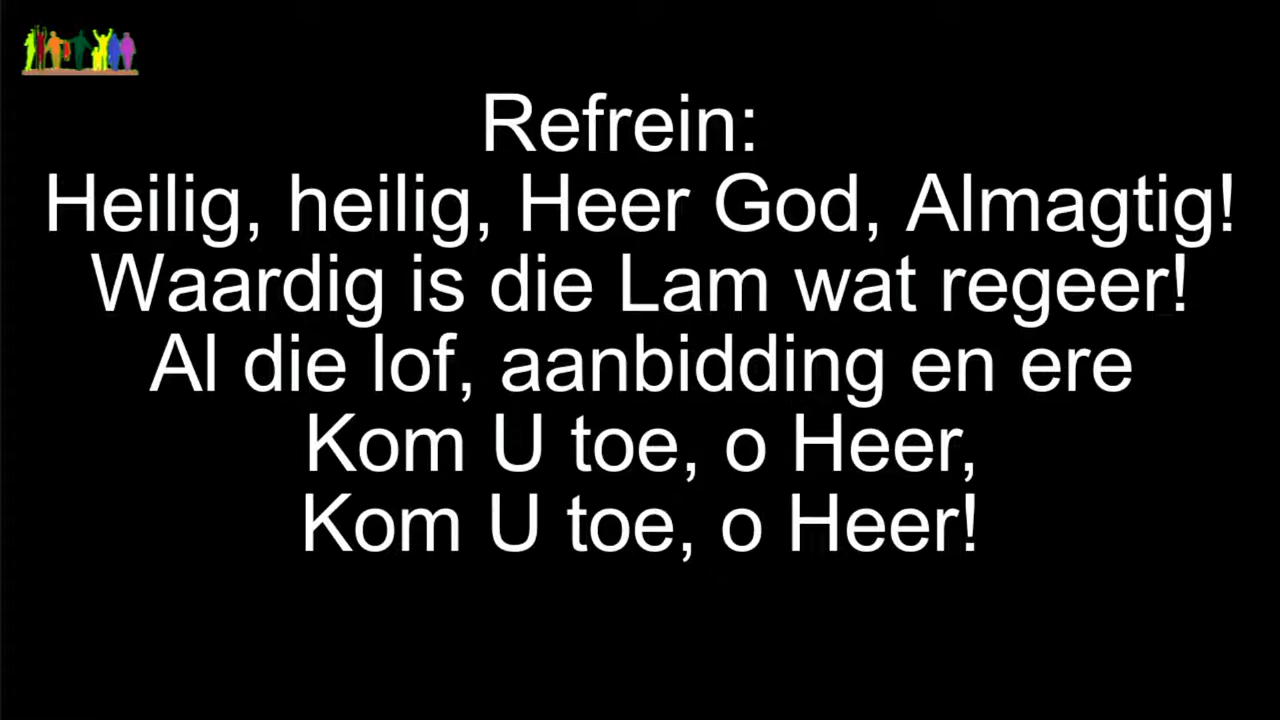 Refrein:
Heilig, heilig, Heer God, Almagtig!
Waardig is die Lam wat regeer!
Al die lof, aanbidding en ere
Kom U toe, o Heer,
Kom U toe, o Heer!